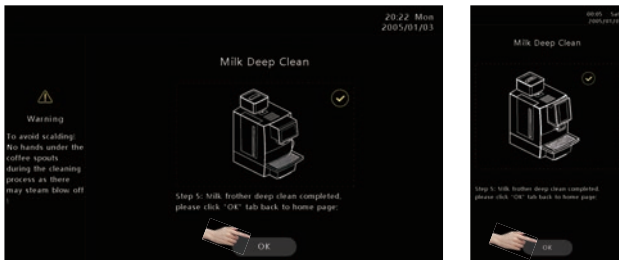 20:22 Mon
2005/01/03
Milk Deep Clean
Warning
To avoid scalding:
No hands under the
coffee spouts
during the cleaning
process as there
may steam blow off
!
Step 5: Milk frother deep clean completed,
please click "OK" tab back to home page:
OK
00:05 Sat
Milk Deep Clean
Step 5: Milk frother deep clean completed,
please click "OK" tab back to home page:
OK